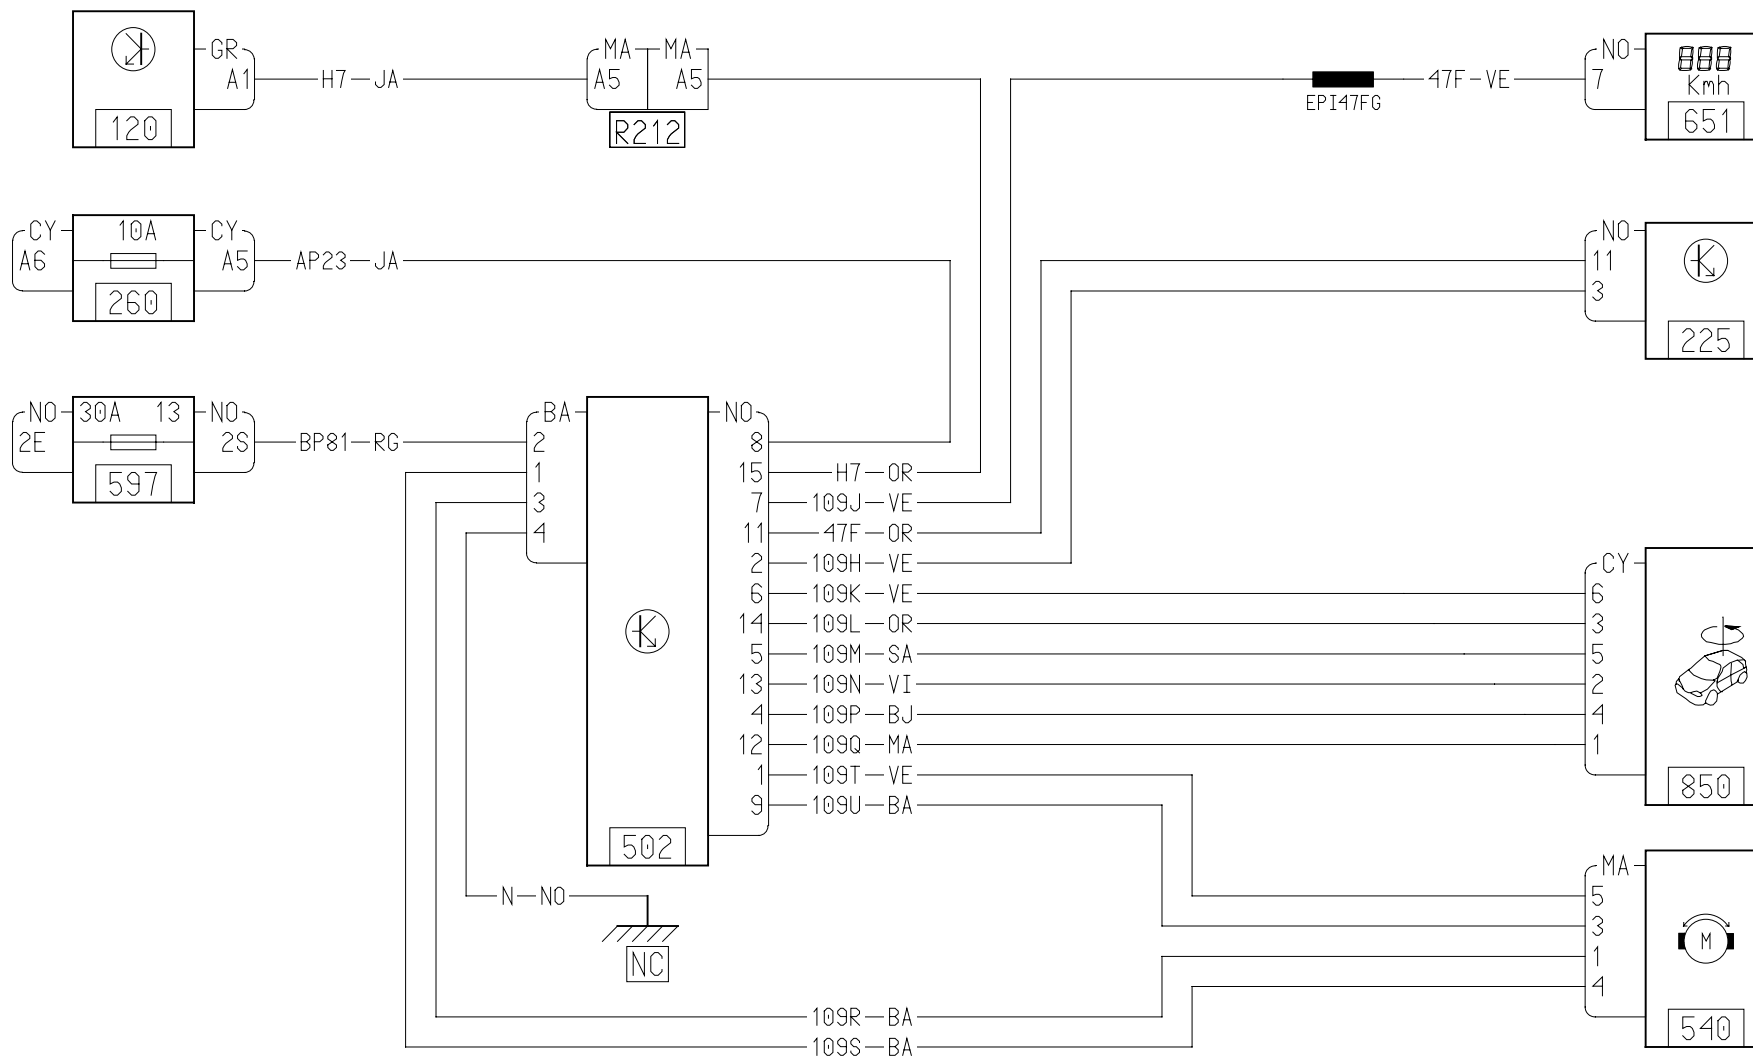 GR
A1
H7 JA
MA MA
A5 A5
R212
120
47F VE
EPI47FG
NO
7
Kmh
651
CY 10A CY
A6 A5
AP23 JA
260
NO
11
3
225
NO 30A 13 NO
2E 2S
BP81 RG
597
BA
2
1
3
4
502
NO
8
15 H7 OR
7 109J VE
11 47F OR
2 109H VE
6 109K VE
14 109L OR
5 109M SA
13 109N VI
4 109P BJ
12 109Q MA
1 109T VE
9 109U BA
CY
6
3
5
2
4
1
850
N NO
NC
MA
5
3
1
4
M
540
109R BA
109S BA